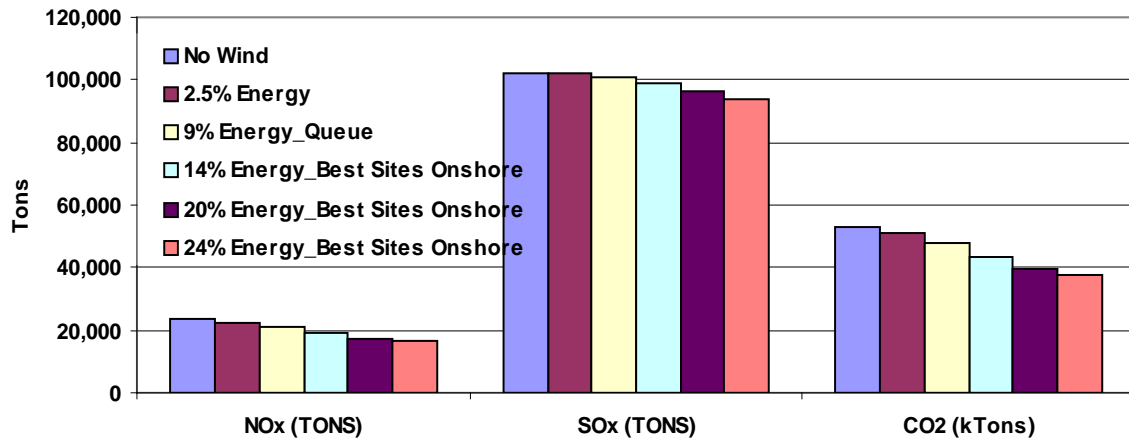 120,000
100,000
80,000
60,000
40,000
20,000
0
Tons
No Wind
2.5% Energy
9% Energy_Queue
14% Energy_Best Sites Onshore
20% Energy_Best Sites Onshore
24% Energy_Best Sites Onshore
NOx (TONS)
SOx (TONS)
CO2 (kTons)